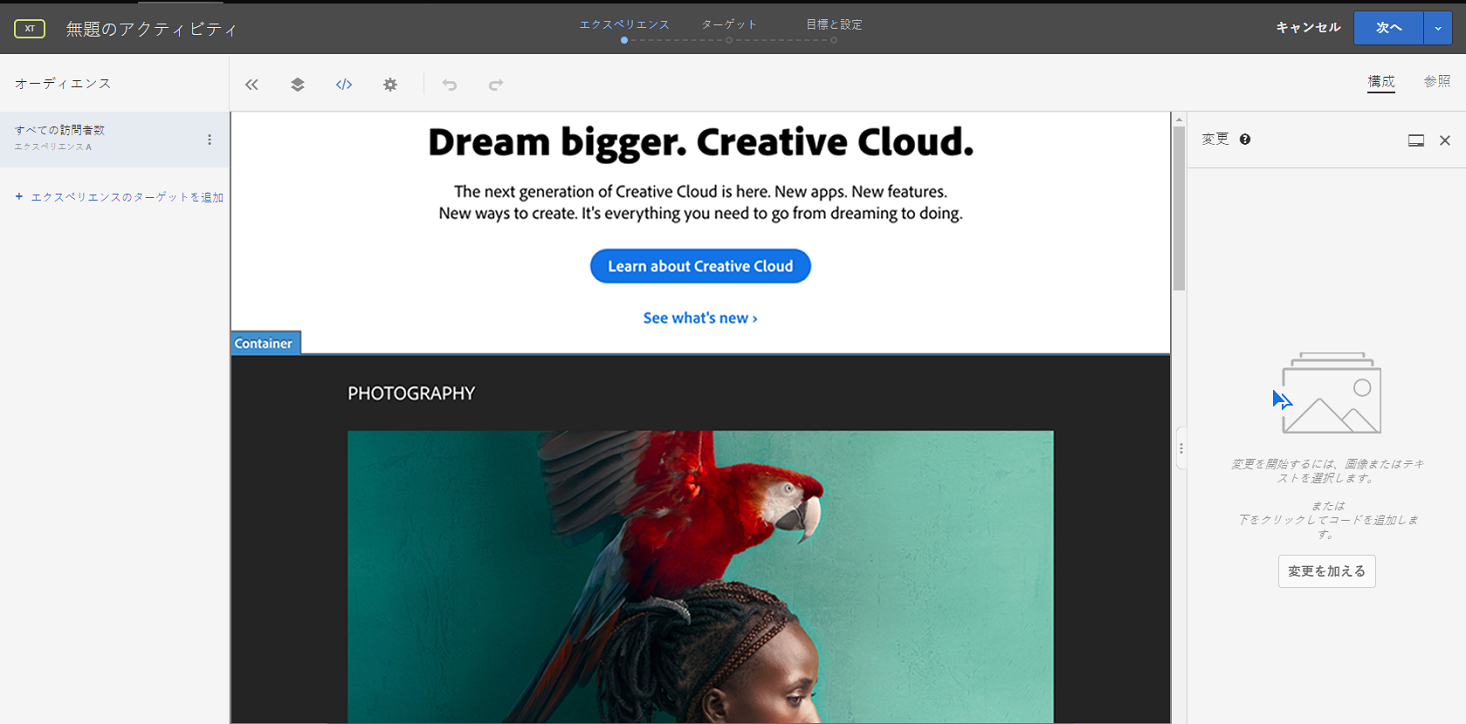 XT
無題のアクティビティ
エクスペリエンス
ターゲット
目標と設定
キャンセル
次へ
オーディエンス
</>
構成
参照
すべての訪問者数
エクスペリエンス A
+ エクスペリエンスのターゲットを追加
Dream bigger. Creative Cloud.
The next generation of Creative Cloud is here. New apps. New features.
New ways to create. It's everything you need to go from dreaming to doing.
Learn about Creative Cloud
See what's new ›
Container
PHOTOGRAPHY
変更
変更を開始するには、画像またはテキ
ストを選択します。
または
下をクリックしてコードを追加しま
す。
変更を加える